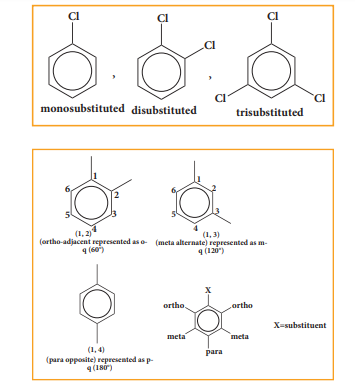 Cl Cl Cl
Cl
, ,
Cl Cl
monosubstituted disubstituted trisubstituted
1 1
6 2 6 2
5 3 5 3
4 4
(1, 2) (1, 3)
(ortho-adjacent represented as o- (meta alternate) represented as m-
q (60°) q (120°)
X
ortho ortho
X=substituent
meta meta
para
(1, 4)
(para opposite) represented as p-
q (180°)